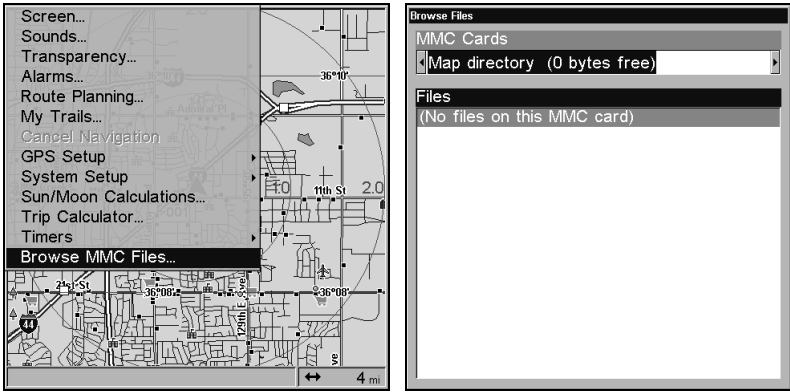 Screen...
Sounds...
Transparency...
Alarms...
Route Planning...
My Trails...
Cancel Navigation
GPS Setup
System Setup
Sun/Moon Calculations...
Trip Calculator...
Timers
Browse MMC Files...
36°10'
1.0
11th St
2.0
21st St
36°08'
36°08'
129th E Ave
44
ve
4 mi
Browse Files
MMC Cards
Map directory (0 bytes free)
Files
(No files on this MMC card)